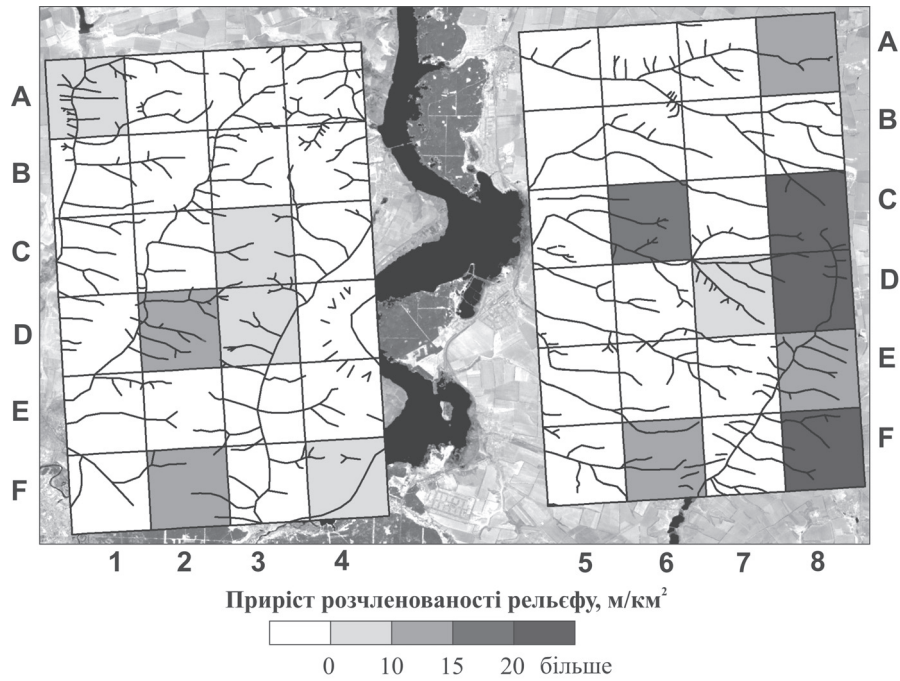 A
B
C
D
E
F
A
B
C
D
E
F
1 2 3 4 5 6 7 8
Приріст розчленованості рельєфу, м/км²
0 10 15 20 більше